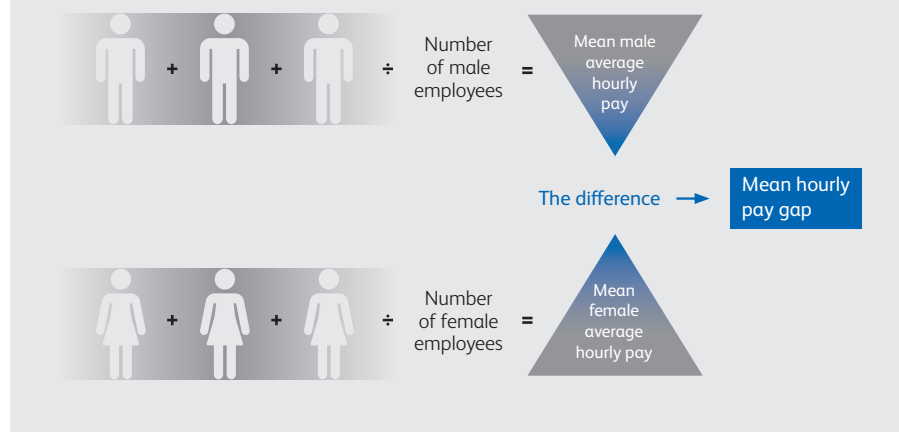 + + ÷
Number
of male
employees
=
Mean male
average
hourly
pay
The difference →
Mean hourly
pay gap
+ + ÷
Number
of female
employees
=
Mean
female
average
hourly pay